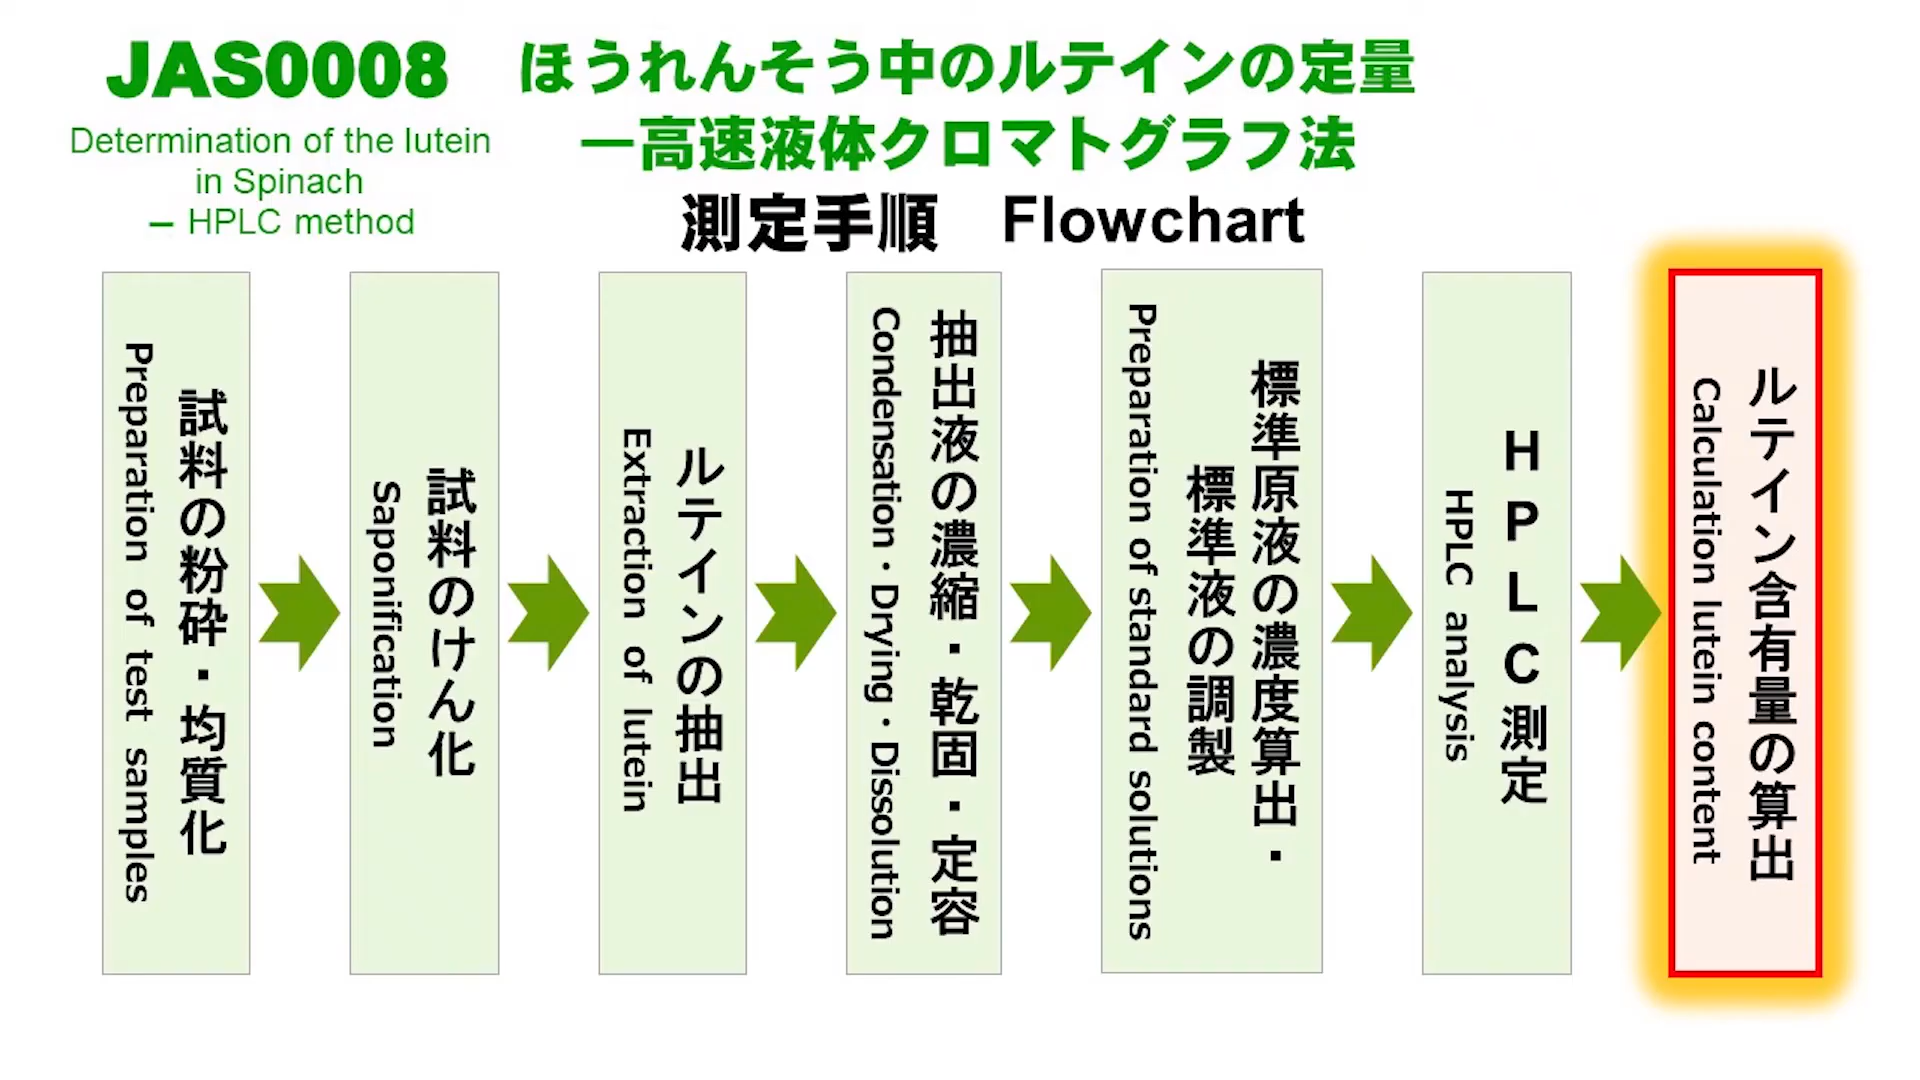 JAS0008
Determination of the lutein
in Spinach
– HPLC method
ほうれんそう中のルテインの定量
―高速液体クロマトグラフ法
測定手順 Flowchart
試料の粉砕・均質化
Preparation of test samples
試料のけん化
Saponification
ルテインの抽出
Extraction of lutein
抽出液の濃縮・乾固・定容
Condensation・Drying・Dissolution
標準原液の濃度算出・
標準液の調製
Preparation of standard solutions
HPLC測定
HPLC analysis
ルテイン含有量の算出
Calculation lutein content